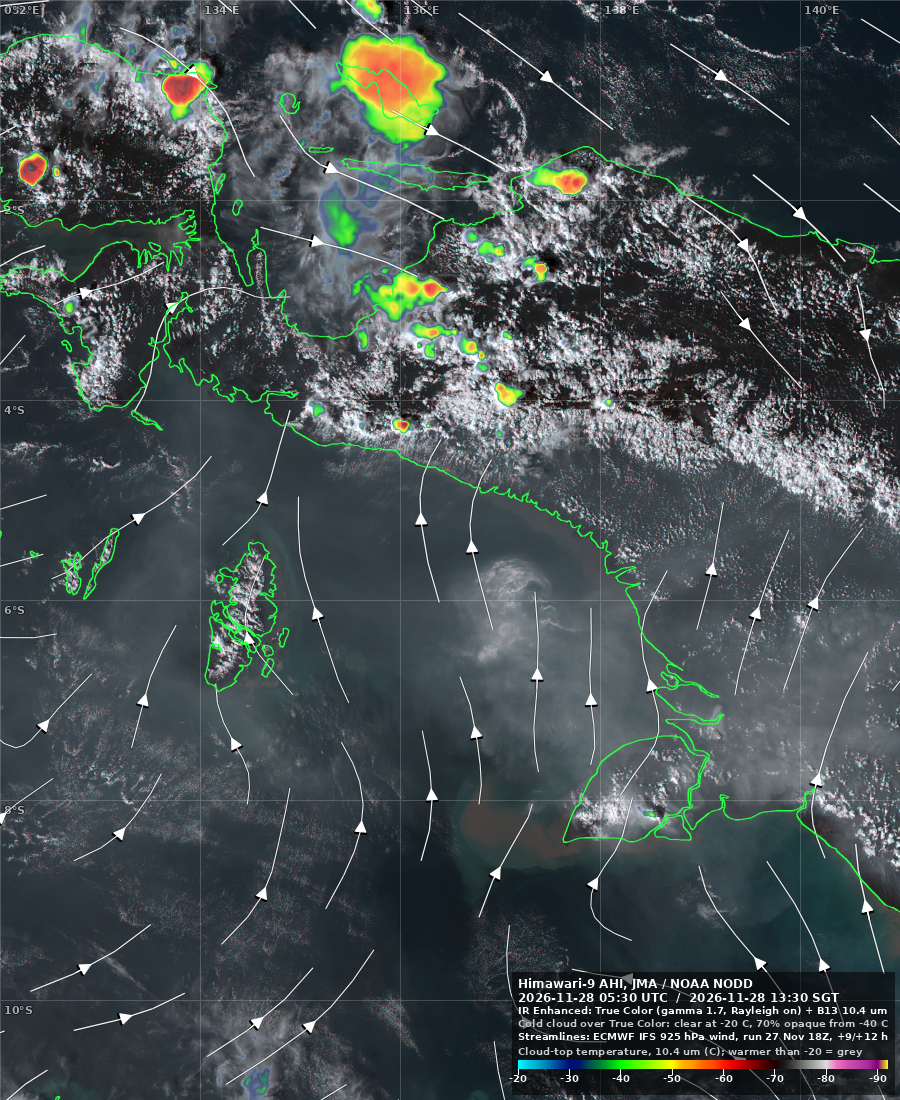 132°E 134°E 136°E 138°E 140°E
2°S
4°S
6°S
8°S
10°S
Himawari-9 AHI, JMA / NOAA NODD
2026-11-28 05:30 UTC / 2026-11-28 13:30 SGT
IR Enhanced: True Color (gamma 1.7, Rayleigh on) + B13 10.4 um
Cold cloud over True Color: clear at -20 C, 70% opaque from -40 C
Streamlines: ECMWF IFS 925 hPa wind, run 27 Nov 18Z, +9/+12 h
Cloud-top temperature, 10.4 um (C); warmer than -20 = grey
-20 -30 -40 -50 -60 -70 -80 -90